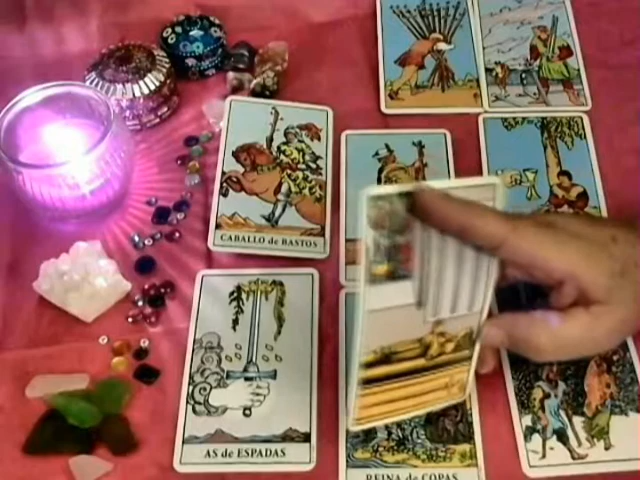 CABALLO de BASTOS
AS de ESPADAS
REINA de COPAS